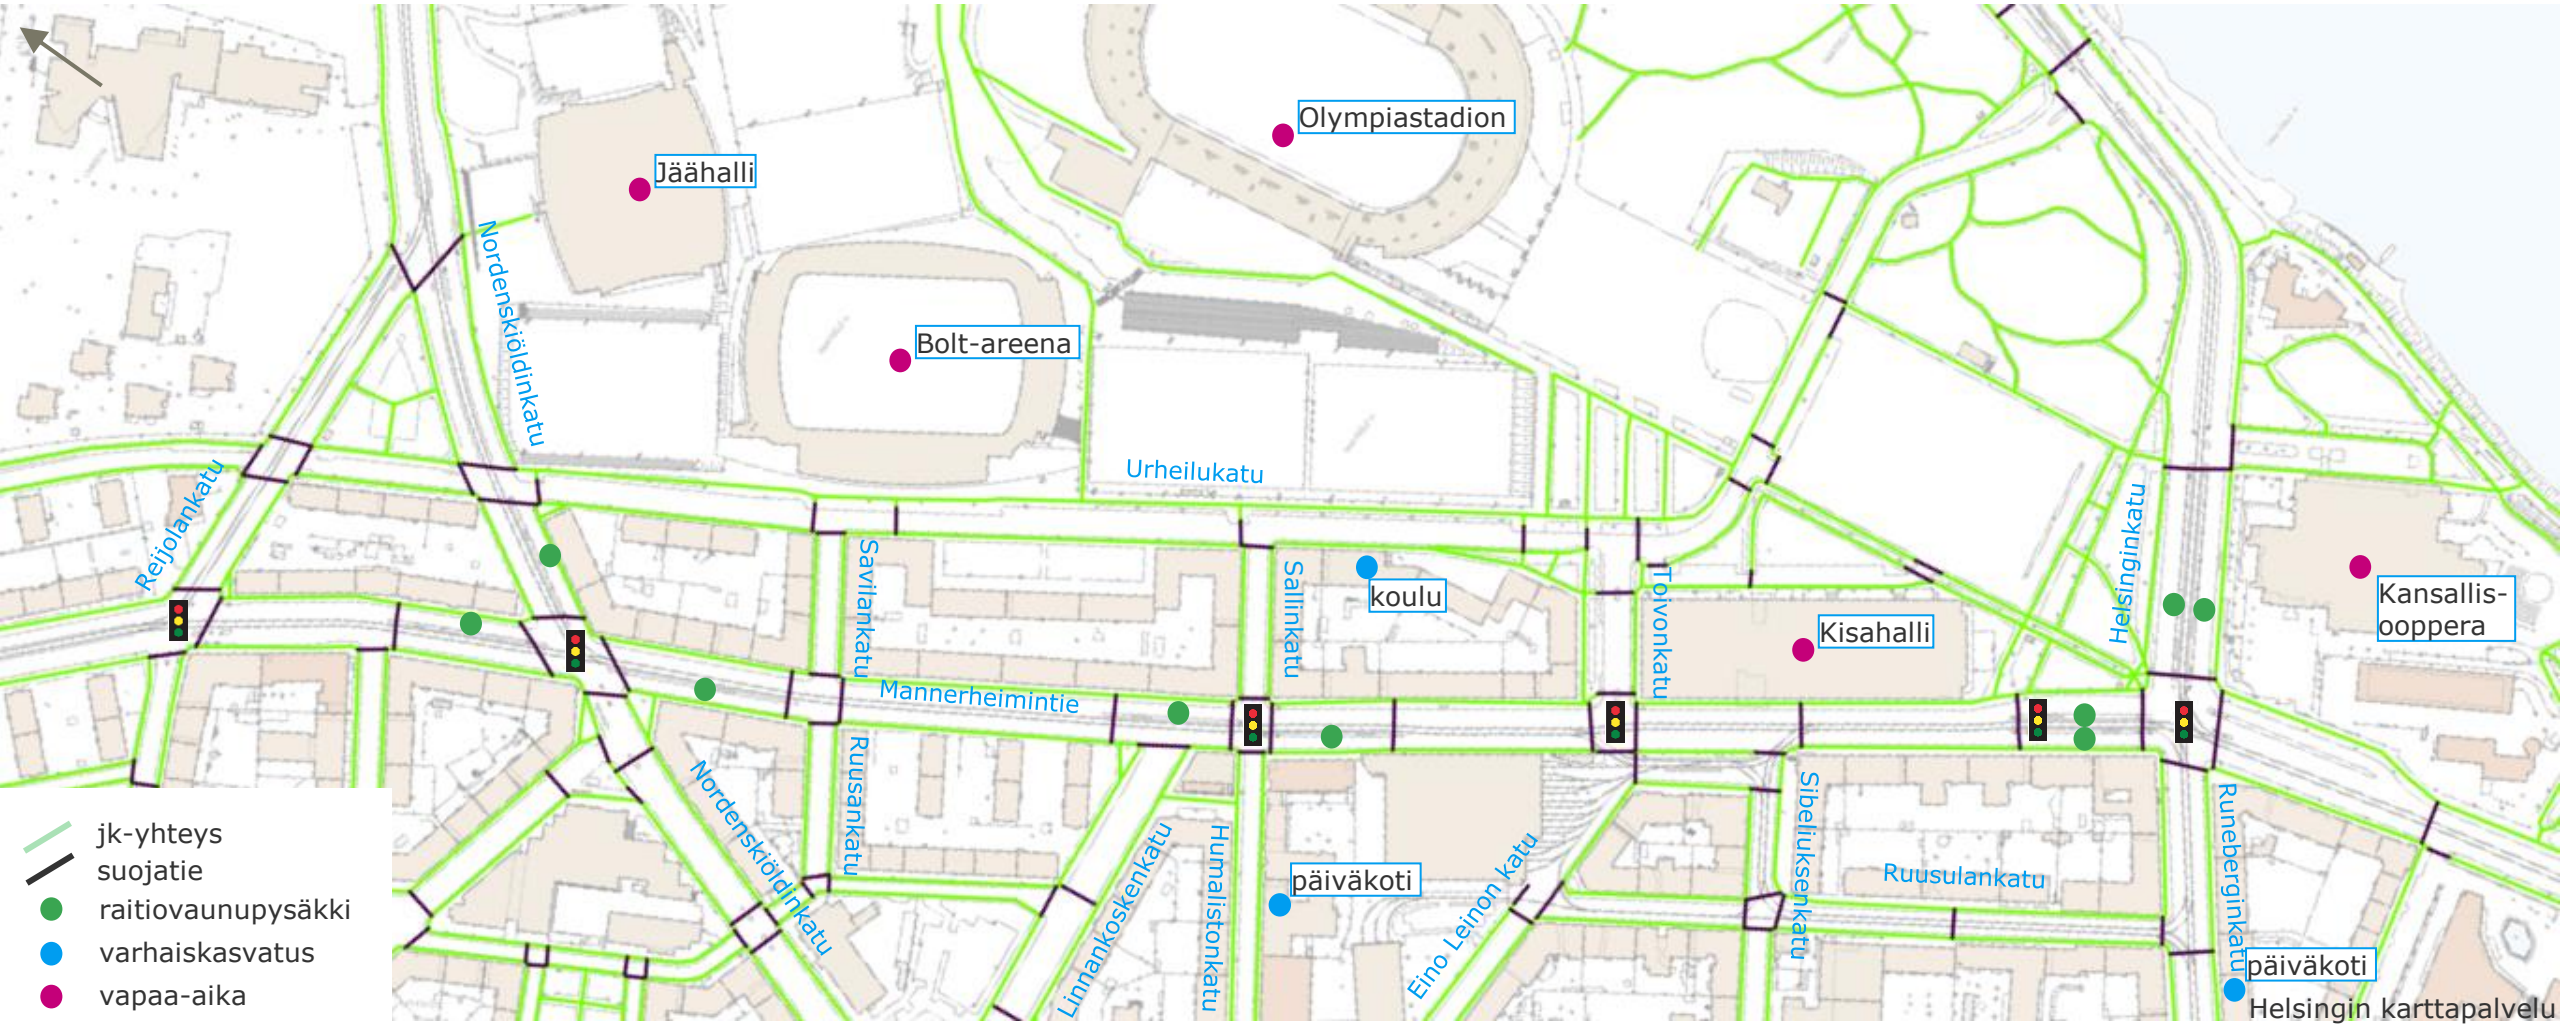 Olympiastadion
Jäähalli
Nordenskiöldinkatu
Bolt-areena
Urheilukatu
Reijolankatu
Savilankatu
Sallinkatu
koulu
Toivonkatu
Kisahalli
Helsinginkatu
Kansallis-
ooppera
Mannerheimintie
Nordenskiöldinkatu
Ruusankatu
Linnankoskenkatu
Humalistonkatu
päiväkoti
Eino Leinon katu
Sibeliuksenkatu
Ruusulankatu
Runeberginkatu
päiväkoti
jk-yhteys
suojatie
raitiovaunupysäkki
varhaiskasvatus
vapaa-aika
Helsingin karttapalvelu